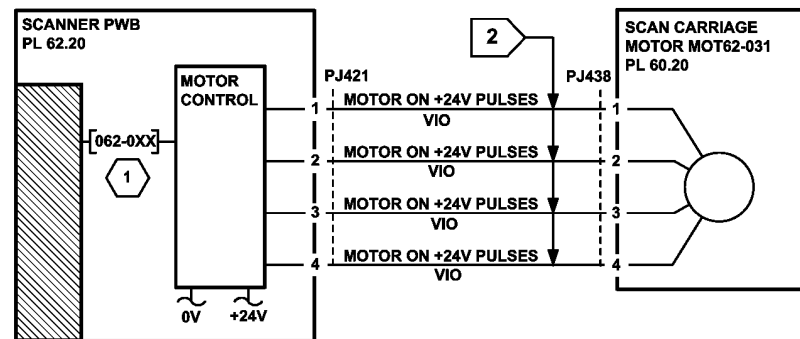 SCANNER PWB
PL 62.20
MOTOR
CONTROL
[062-0XX]
1
0V
+24V
PJ421
2
PJ438
SCAN CARRIAGE
MOTOR MOT62-031
PL 60.20
1 MOTOR ON +24V PULSES 1
VIO
2 MOTOR ON +24V PULSES 2
VIO
3 MOTOR ON +24V PULSES 3
VIO
4 MOTOR ON +24V PULSES 4
VIO